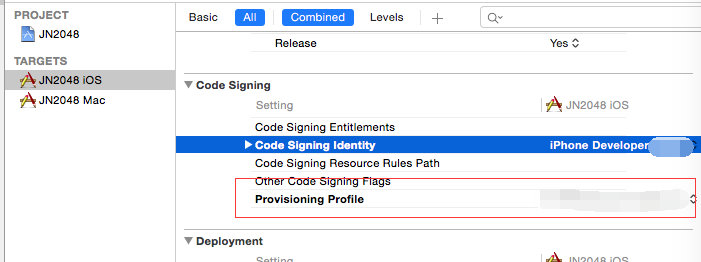 PROJECT
JN2048
TARGETS
JN2048 iOS
JN2048 Mac
Basic All Combined Levels +
Release Yes
Code Signing
Setting JN2048 iOS
Code Signing Entitlements
Code Signing Identity iPhone Developer
Code Signing Resource Rules Path
Other Code Signing Flags
Provisioning Profile
Deployment
Setting JN2048 iOS